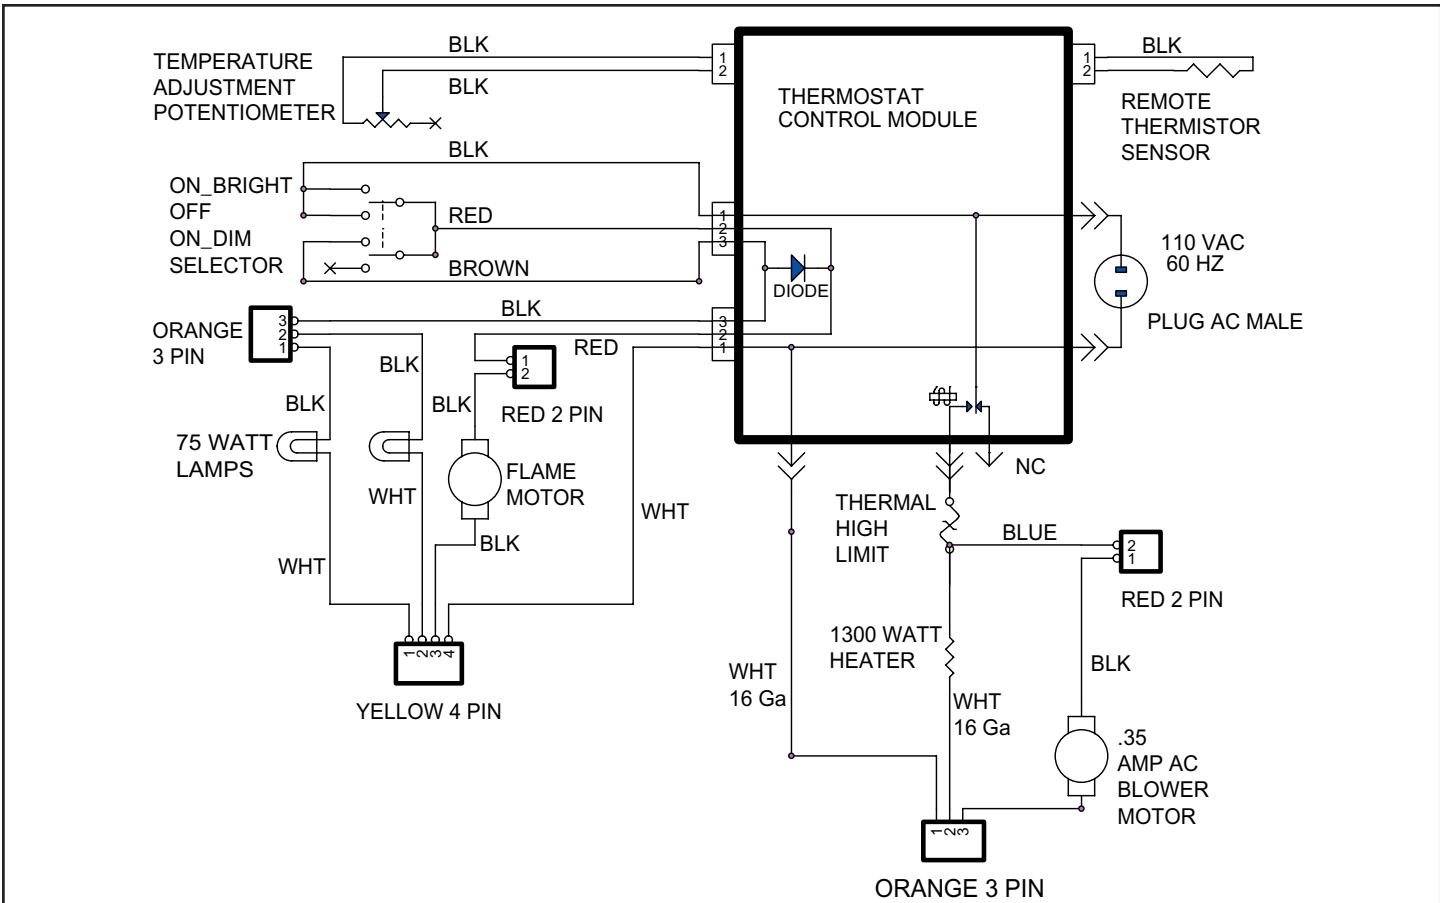 BLK
TEMPERATURE
ADJUSTMENT
POTENTIOMETER
BLK
1
2
THERMOSTAT
CONTROL MODULE
1
2
BLK
REMOTE
THERMISTOR
SENSOR
BLK
ON_BRIGHT
OFF
ON_DIM
SELECTOR
RED
BROWN
1
2
3
DIODE
110 VAC
60 HZ
PLUG AC MALE
ORANGE
3 PIN
3
2
1
BLK
RED
3
2
1
BLK
1
2
RED 2 PIN
BLK
BLK
75 WATT
LAMPS
WHT
FLAME
MOTOR
BLK
WHT
WHT
1
2
3
4
YELLOW 4 PIN
NC
THERMAL
HIGH
LIMIT
BLUE
2
1
RED 2 PIN
1300 WATT
HEATER
WHT
16 Ga
WHT
16 Ga
BLK
.35
AMP AC
BLOWER
MOTOR
1
2
3
ORANGE 3 PIN